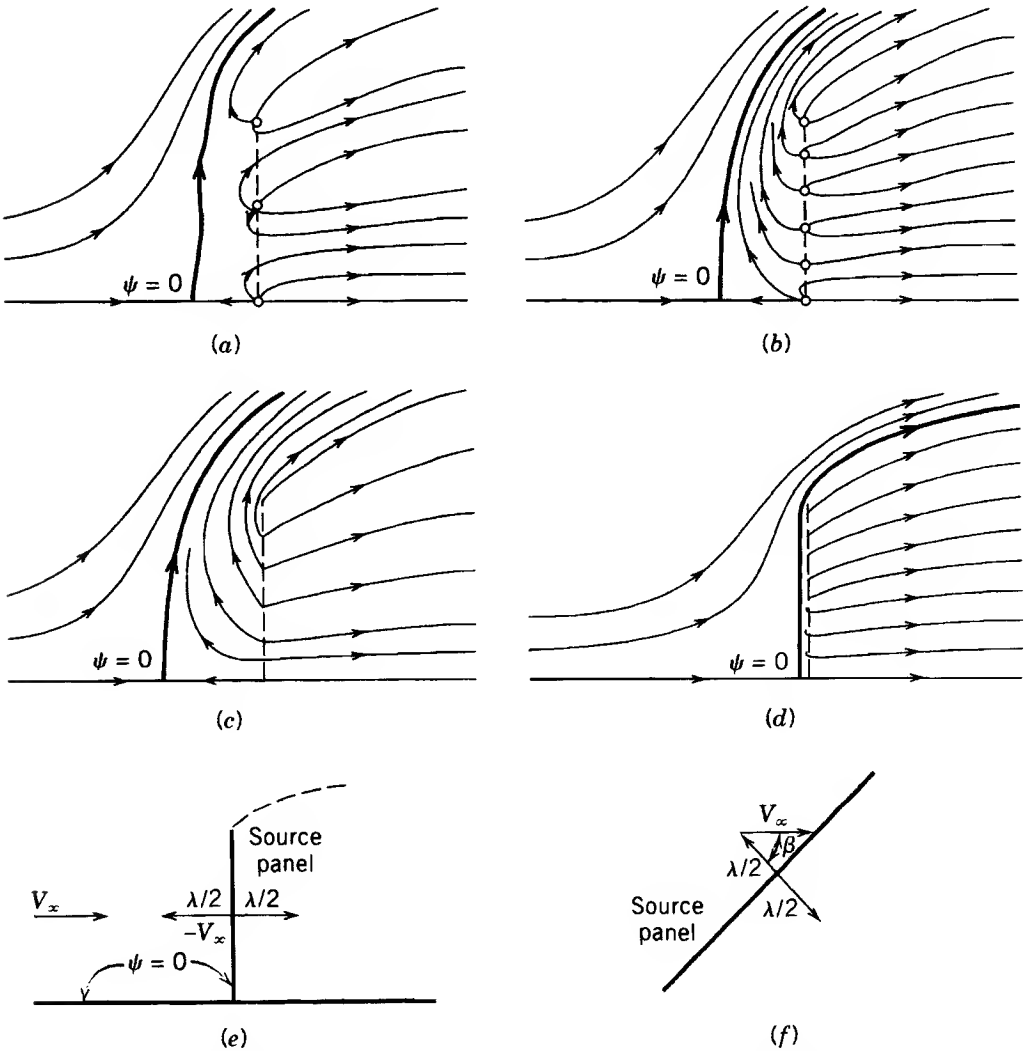 ψ = 0
(a)
ψ = 0
(b)
ψ = 0
(c)
ψ = 0
(d)
Source
panel
V∞
λ/2
λ/2
−V∞
ψ = 0
(e)
V∞
β
λ/2
λ/2
Source
panel
(f)